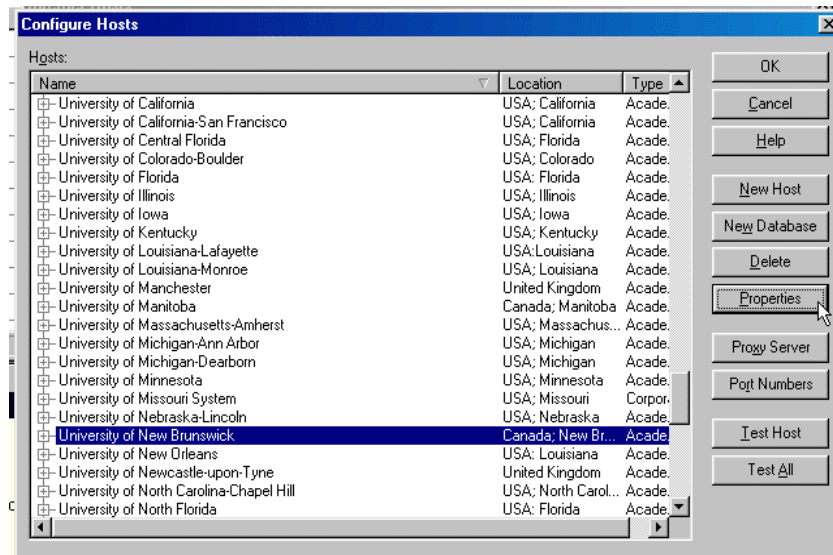 Configure Hosts
Hosts:
Name Location Type
University of California USA; California Acade.
University of California-San Francisco USA; California Acade.
University of Central Florida USA; Florida Acade.
University of Colorado-Boulder USA; Colorado Acade.
University of Florida USA: Florida Acade.
University of Illinois USA; Illinois Acade.
University of Iowa USA; Iowa Acade.
University of Kentucky USA; Kentucky Acade.
University of Louisiana-Lafayette USA:Louisiana Acade.
University of Louisiana-Monroe USA; Louisiana Acade.
University of Manchester United Kingdom Acade.
University of Manitoba Canada; Manitoba Acade.
University of Massachusetts-Amherst USA; Massachus... Acade.
University of Michigan-Ann Arbor USA; Michigan Acade.
University of Michigan-Dearborn USA; Michigan Acade.
University of Minnesota USA; Minnesota Acade.
University of Missouri System USA; Missouri Corpor
University of Nebraska-Lincoln USA; Nebraska Acade.
University of New Brunswick Canada; New Br... Acade.
University of New Orleans USA: Louisiana Acade.
University of Newcastle-upon-Tyne United Kingdom Acade.
University of North Carolina-Chapel Hill USA; North Carol... Acade.
University of North Florida USA: Florida Acade.
OK
Cancel
Help
New Host
New Database
Delete
Properties
Proxy Server
Port Numbers
Test Host
Test All